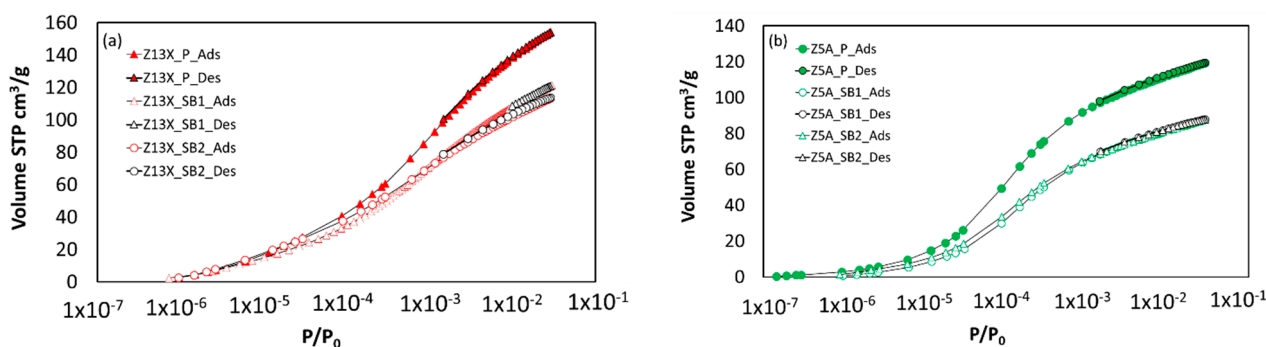 (a)
160
140
120
100
80
60
40
20
0
Volume STP cm³/g
Z13X_P_Ads
Z13X_P_Des
Z13X_SB1_Ads
Z13X_SB1_Des
Z13X_SB2_Ads
Z13X_SB2_Des
1x10⁻⁷ 1x10⁻⁶ 1x10⁻⁵ 1x10⁻⁴ 1x10⁻³ 1x10⁻² 1x10⁻¹
P/P₀
(b)
140
120
100
80
60
40
20
0
Volume STP cm³/g
Z5A_P_Ads
Z5A_P_Des
Z5A_SB1_Ads
Z5A_SB1_Des
Z5A_SB2_Ads
Z5A_SB2_Des
1x10⁻⁷ 1x10⁻⁶ 1x10⁻⁵ 1x10⁻⁴ 1x10⁻³ 1x10⁻² 1x10⁻¹
P/P₀